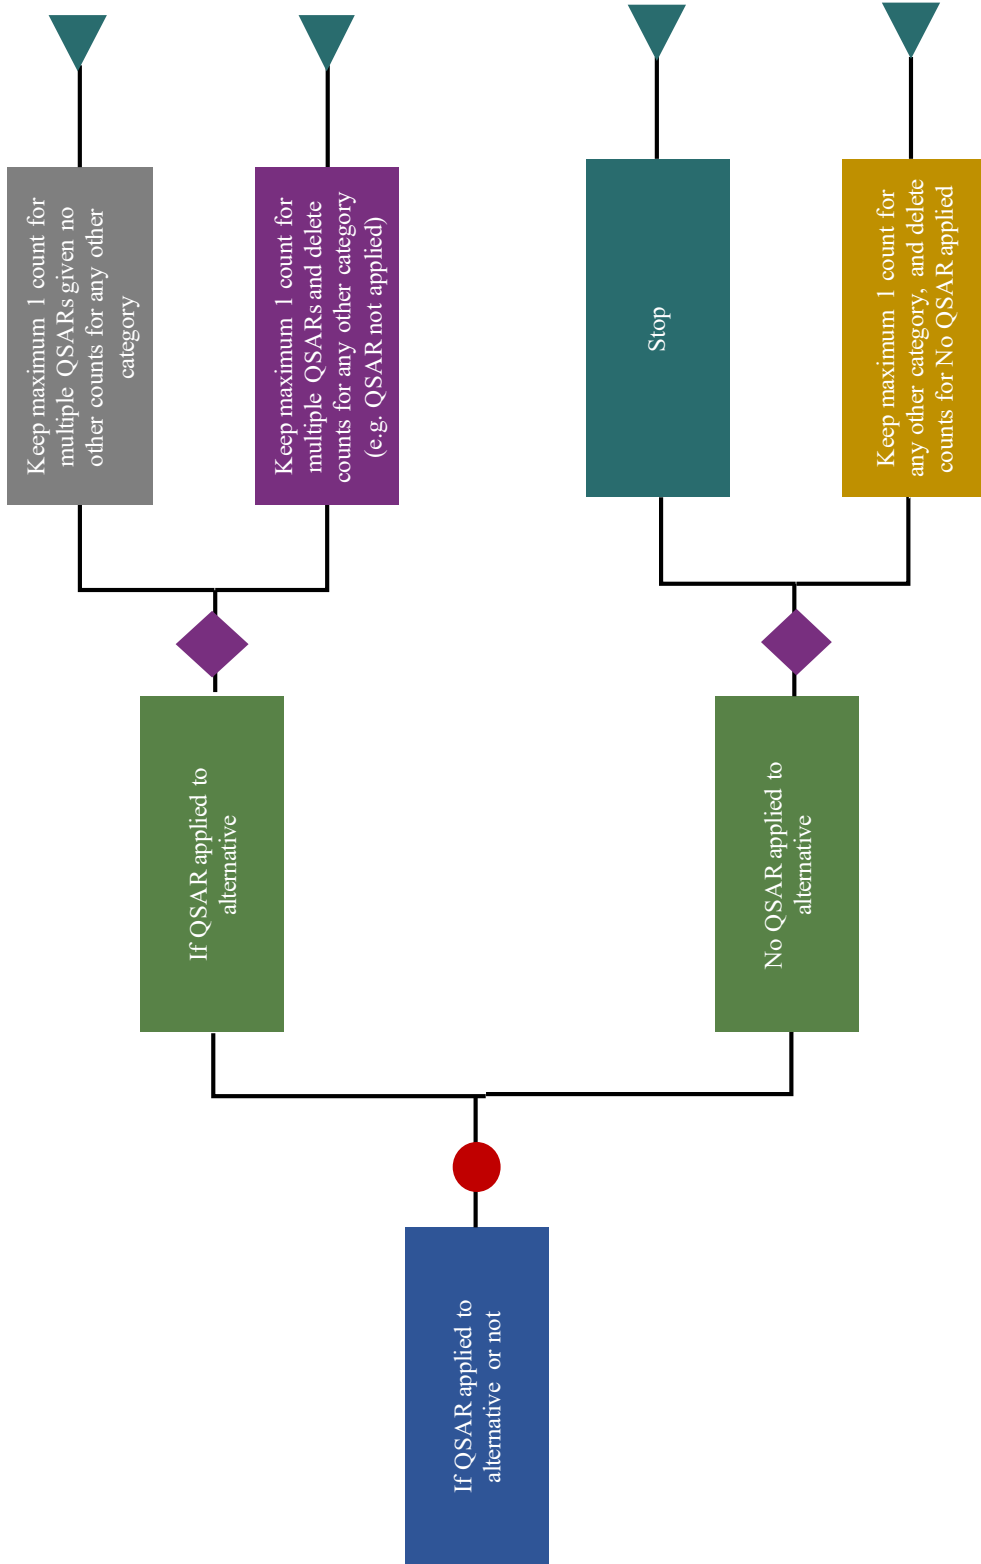 If QSAR applied to
alternative or not
If QSAR applied to
alternative
No QSAR applied to
alternative
Keep maximum 1 count for
multiple QSARs given no
other counts for any other
category
Keep maximum 1 count for
multiple QSARs and delete
counts for any other category
(e.g. QSAR not applied)
Stop
Keep maximum 1 count for
any other category, and delete
counts for No QSAR applied